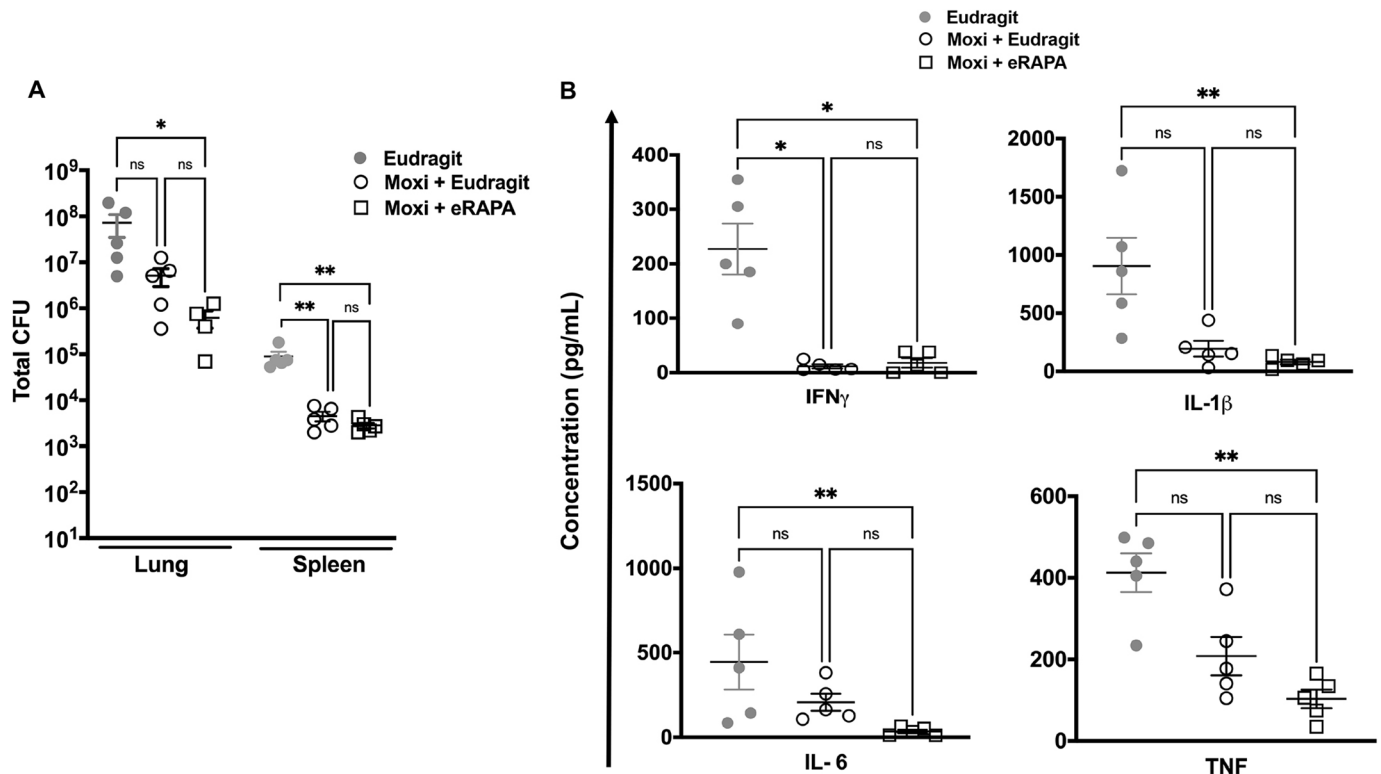 A
*
ns ns
10⁹
10⁸
10⁷
10⁶
10⁵
10⁴
10³
10²
10¹
Total CFU
Eudragit
Moxi + Eudragit
Moxi + eRAPA
**
** ns
Lung Spleen
B
Eudragit
Moxi + Eudragit
Moxi + eRAPA
Concentration (pg/mL)
*
* ns
400
300
200
100
0
IFNγ
**
ns ns
2000
1500
1000
500
0
IL-1β
**
ns ns
1500
1000
500
0
IL- 6
**
ns ns
600
400
200
0
TNF